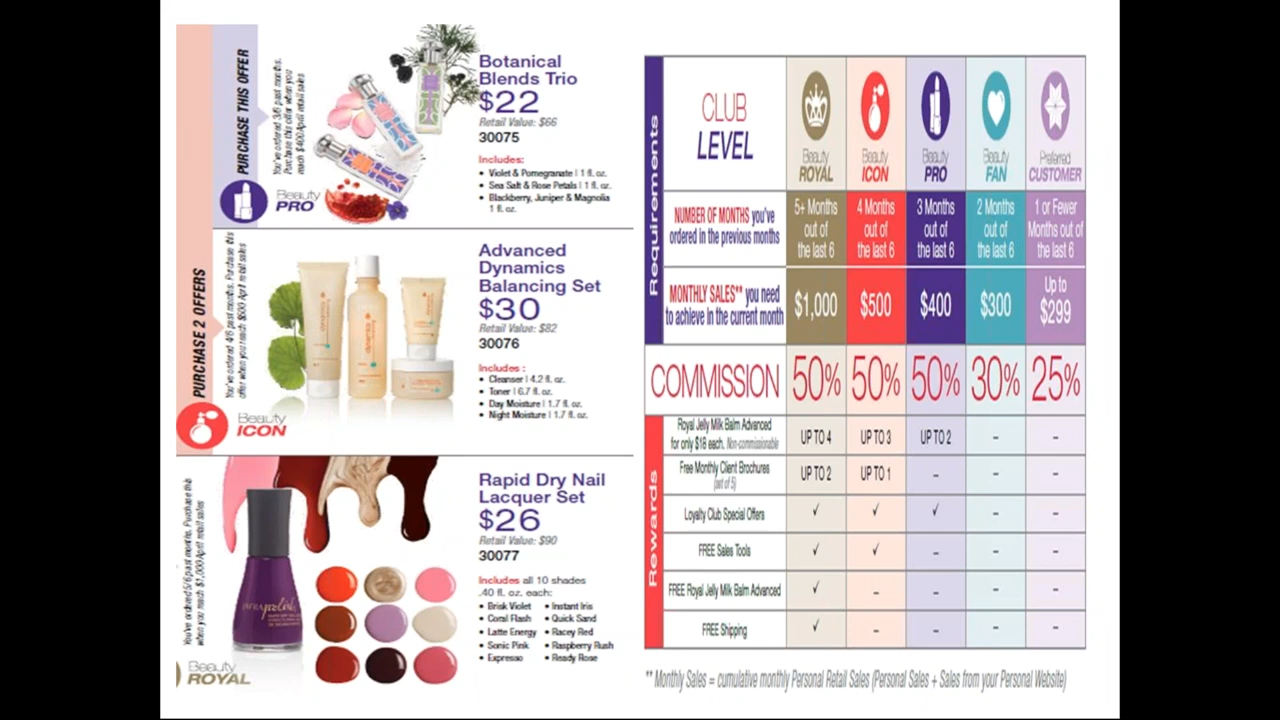 PURCHASE THIS OFFER
You've ordered 3/6 past months.
Purchase this offer when you
reach $400 April retail sales
Beauty
PRO
Botanical
Blends Trio
$22
Retail Value: $66
30075
Includes:
• Violet & Pomegranate | 1 fl. oz.
• Sea Salt & Rose Petals | 1 fl. oz.
• Blackberry, Juniper & Magnolia
1 fl. oz.
PURCHASE 2 OFFERS
You've ordered 4/6 past months. Purchase this
offer when you reach $500 April retail sales
Beauty
ICON
Advanced
Dynamics
Balancing Set
$30
Retail Value: $82
30076
Includes :
• Cleanser | 4.2 fl. oz.
• Toner | 6.7 fl. oz.
• Day Moisture | 1.7 fl. oz.
• Night Moisture | 1.7 fl. oz.
You've ordered 5/6 past months. Purchase this
when you reach $1,000 April retail sales
Beauty
ROYAL
Rapid Dry Nail
Lacquer Set
$26
Retail Value: $90
30077
Includes all 10 shades
.40 fl. oz. each:
• Brisk Violet • Instant Iris
• Coral Flash • Quick Sand
• Latte Energy • Racey Red
• Sonic Pink • Raspberry Rush
• Expresso • Ready Rose
Requirements
CLUB
LEVEL
Beauty
ROYAL
Beauty
ICON
Beauty
PRO
Beauty
FAN
Preferred
CUSTOMER
NUMBER OF MONTHS you've
ordered in the previous months
5+ Months
out of
the last 6
4 Months
out of
the last 6
3 Months
out of
the last 6
2 Months
out of
the last 6
1 or Fewer
Months out of
the last 6
MONTHLY SALES** you need
to achieve in the current month
$1,000
$500
$400
$300
Up to
$299
COMMISSION 50% 50% 50% 30% 25%
Rewards
Royal Jelly Milk Balm Advanced
for only $18 each. Non-commissionable
UP TO 4 UP TO 3 UP TO 2 – –
Free Monthly Client Brochures
(set of 5)
UP TO 2 UP TO 1 – – –
Loyalty Club Special Offers ✓ ✓ ✓ – –
FREE Sales Tools ✓ ✓ – – –
FREE Royal Jelly Milk Balm Advanced ✓ – – – –
FREE Shipping ✓ – – – –
** Monthly Sales = cumulative monthly Personal Retail Sales (Personal Sales + Sales from your Personal Website)